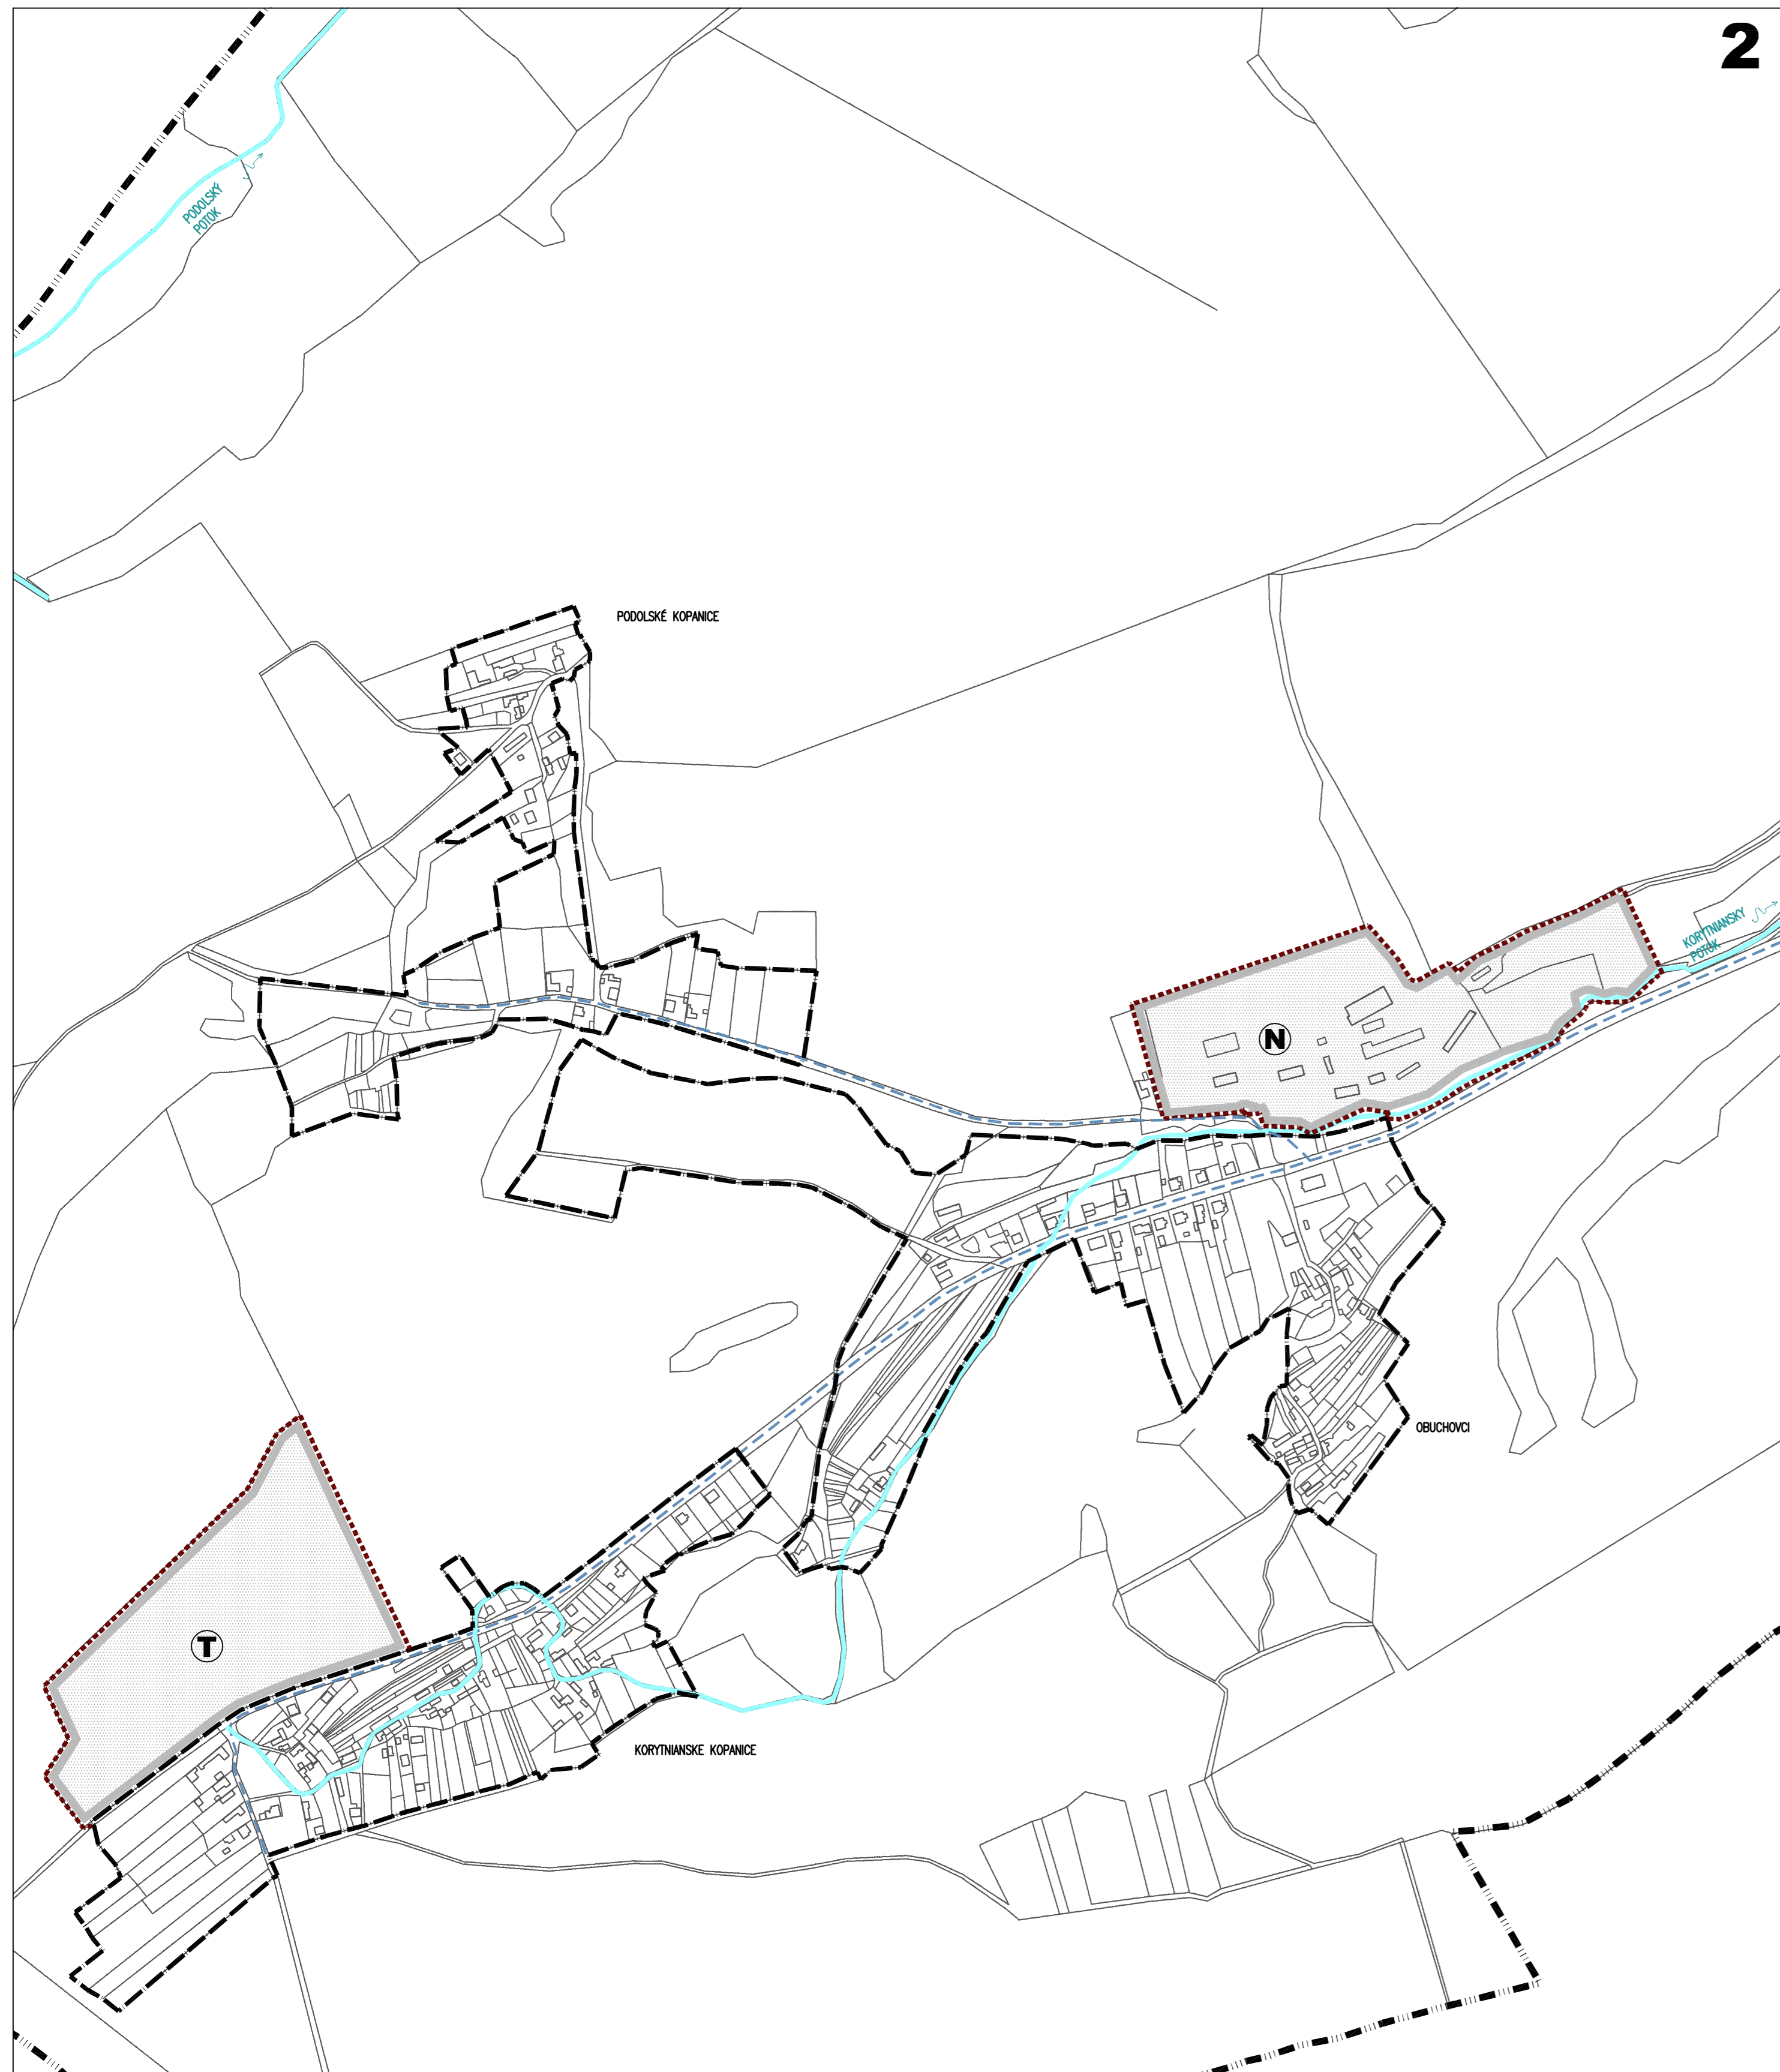 2
PODOLSKÝ
POTOK
PODOLSKÉ KOPANICE
KORYTNIANSKY
POTOK
N
OBUCHOVCI
T
KORYTNIANSKE KOPANICE